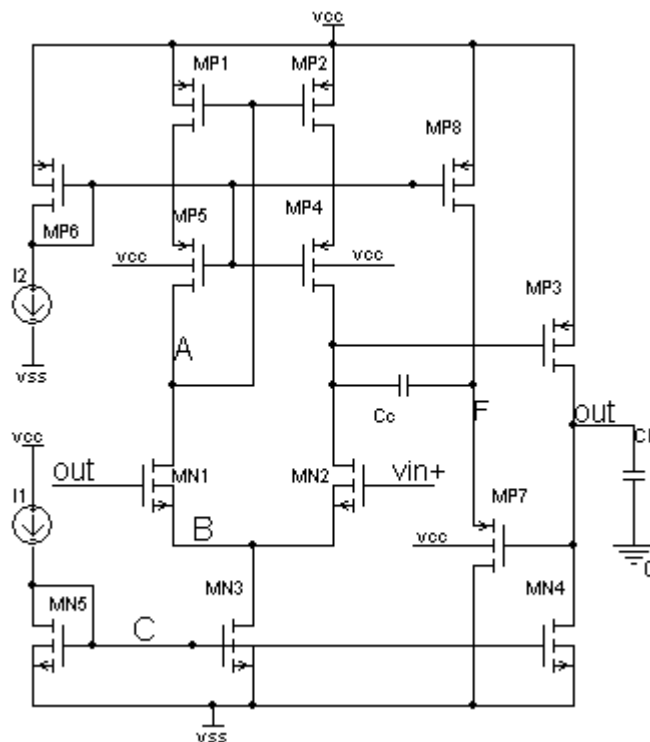 vcc
MP1
MP2
MP8
MP6
MP5
MP4
vcc
vcc
I2
MP3
A
vss
Cc
F
out
vcc
out
MN1
MN2
vin+
I1
B
MP7
vcc
MN5
MN3
MN4
C
vss